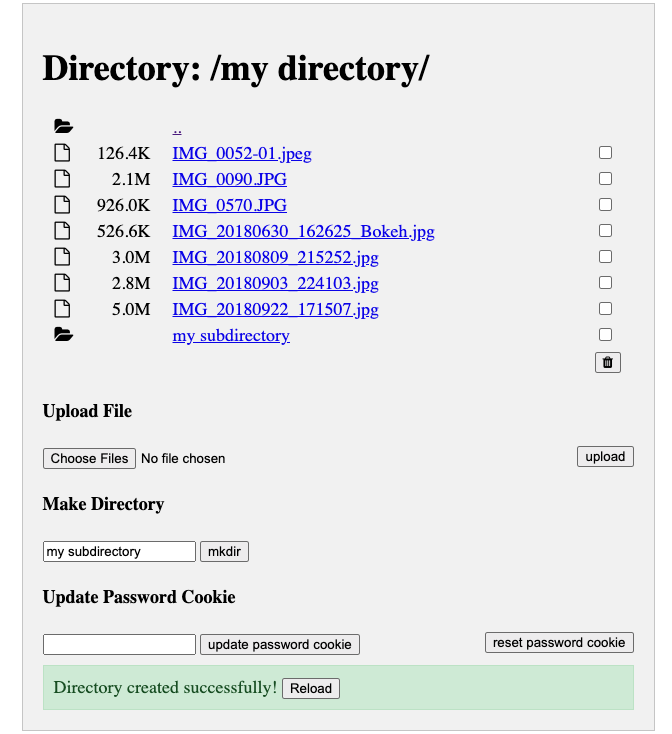 Directory: /my directory/
..
126.4K IMG_0052-01.jpeg
2.1M IMG_0090.JPG
926.0K IMG_0570.JPG
526.6K IMG_20180630_162625_Bokeh.jpg
3.0M IMG_20180809_215252.jpg
2.8M IMG_20180903_224103.jpg
5.0M IMG_20180922_171507.jpg
my subdirectory
Upload File
Choose Files No file chosen upload
Make Directory
my subdirectory mkdir
Update Password Cookie
update password cookie reset password cookie
Directory created successfully! Reload